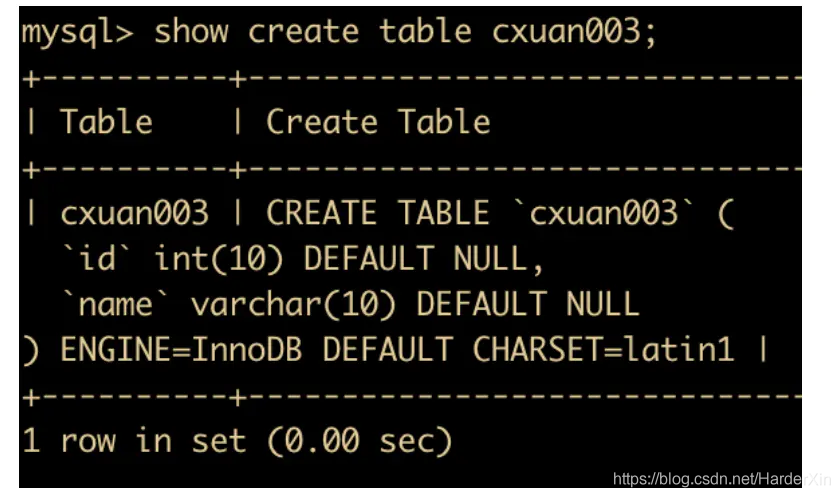 mysql> show create table cxuan003;
+----------+------------------------------
| Table    | Create Table
+----------+------------------------------
| cxuan003 | CREATE TABLE `cxuan003` (
  `id` int(10) DEFAULT NULL,
  `name` varchar(10) DEFAULT NULL
) ENGINE=InnoDB DEFAULT CHARSET=latin1 |
+----------+------------------------------
1 row in set (0.00 sec)
https://blog.csdn.net/HarderXin